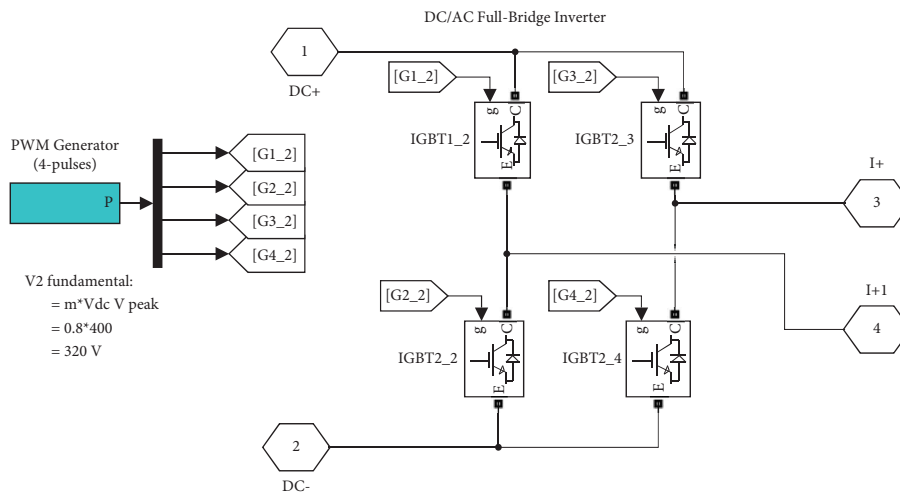 DC/AC Full-Bridge Inverter
1
DC+
[G1_2]
[G3_2]
g
C
E
IGBT1_2
g
C
E
IGBT2_3
PWM Generator
(4-pulses)
P
[G1_2]
[G2_2]
[G3_2]
[G4_2]
I+
3
V2 fundamental:
= m*Vdc V peak
= 0.8*400
= 320 V
[G2_2]
[G4_2]
I+1
4
g
C
E
IGBT2_2
g
C
E
IGBT2_4
2
DC-